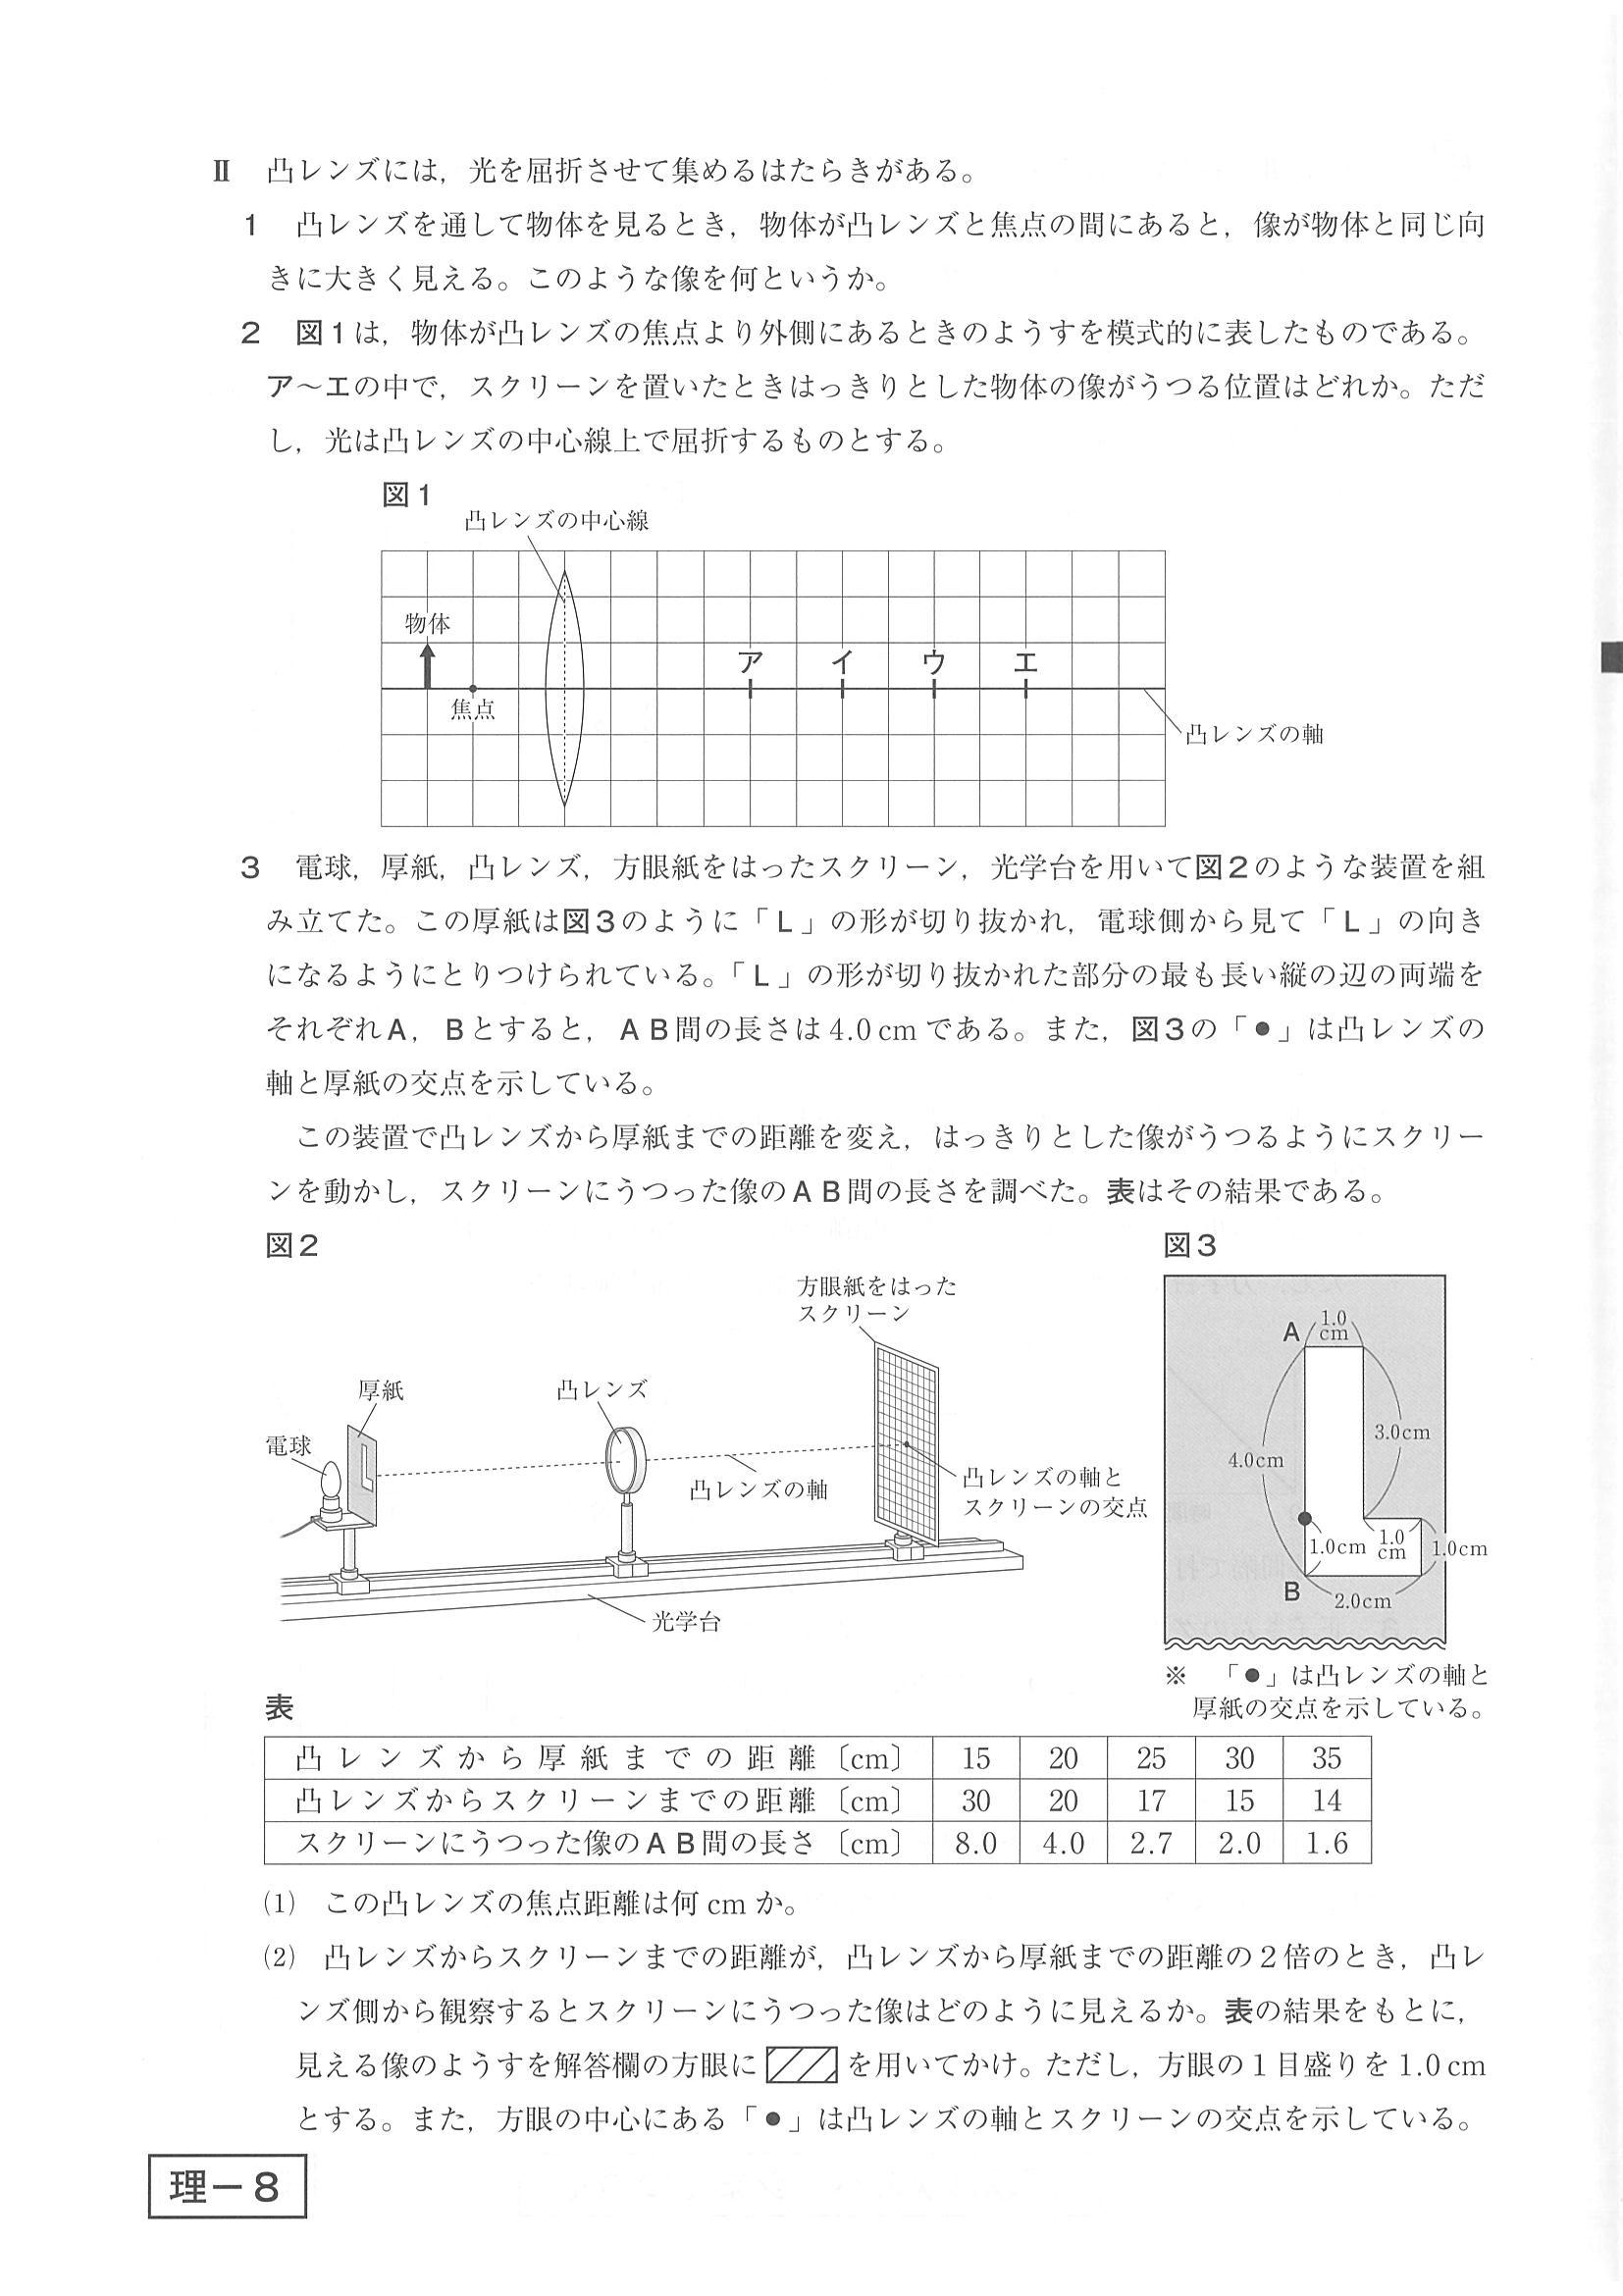 Ⅱ 凸レンズには，光を屈折させて集めるはたらきがある。
1 凸レンズを通して物体を見るとき，物体が凸レンズと焦点の間にあると，像が物体と同じ向
きに大きく見える。このような像を何というか。
2 図1は，物体が凸レンズの焦点より外側にあるときのようすを模式的に表したものである。
ア～エの中で，スクリーンを置いたときはっきりとした物体の像がうつる位置はどれか。ただ
し，光は凸レンズの中心線上で屈折するものとする。
図1
凸レンズの中心線
物体
ア イ ウ エ
焦点
凸レンズの軸
3 電球，厚紙，凸レンズ，方眼紙をはったスクリーン，光学台を用いて図2のような装置を組
み立てた。この厚紙は図3のように「L」の形が切り抜かれ，電球側から見て「L」の向き
になるようにとりつけられている。「L」の形が切り抜かれた部分の最も長い縦の辺の両端を
それぞれA，Bとすると，AB間の長さは4.0cmである。また，図3の「●」は凸レンズの
軸と厚紙の交点を示している。
この装置で凸レンズから厚紙までの距離を変え，はっきりとした像がうつるようにスクリー
ンを動かし，スクリーンにうつった像のAB間の長さを調べた。表はその結果である。
図2
方眼紙をはった
スクリーン
厚紙
凸レンズ
電球
凸レンズの軸
凸レンズの軸と
スクリーンの交点
光学台
図3
A
1.0
cm
3.0cm
4.0cm
1.0cm
1.0
cm
1.0cm
B
2.0cm
※ 「●」は凸レンズの軸と
厚紙の交点を示している。
表
凸レンズから厚紙までの距離〔cm〕 15 20 25 30 35
凸レンズからスクリーンまでの距離〔cm〕 30 20 17 15 14
スクリーンにうつった像のAB間の長さ〔cm〕 8.0 4.0 2.7 2.0 1.6
⑴ この凸レンズの焦点距離は何cmか。
⑵ 凸レンズからスクリーンまでの距離が，凸レンズから厚紙までの距離の2倍のとき，凸レ
ンズ側から観察するとスクリーンにうつった像はどのように見えるか。表の結果をもとに，
見える像のようすを解答欄の方眼に を用いてかけ。ただし，方眼の1目盛りを1.0cm
とする。また，方眼の中心にある「●」は凸レンズの軸とスクリーンの交点を示している。
理－8